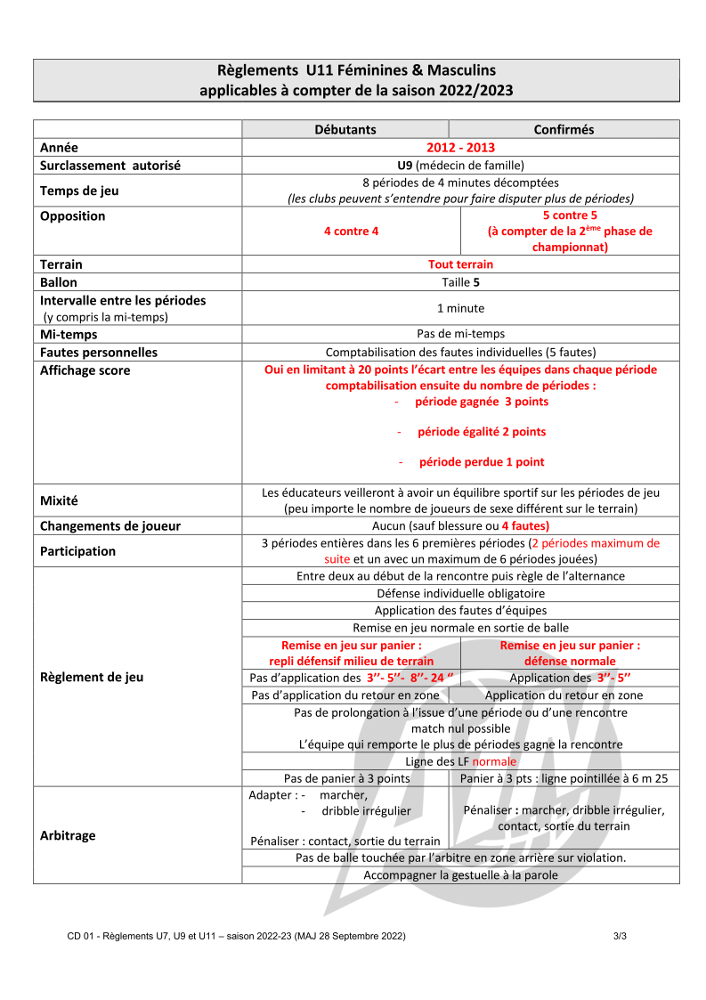 Règlements U11 Féminines & Masculins
applicables à compter de la saison 2022/2023
Débutants Confirmés
Année 2012 - 2013
Surclassement autorisé U9 (médecin de famille)
Temps de jeu 8 périodes de 4 minutes décomptées
(les clubs peuvent s’entendre pour faire disputer plus de périodes)
Opposition
4 contre 4
5 contre 5
(à compter de la 2ème phase de
championnat)
Terrain Tout terrain
Ballon Taille 5
Intervalle entre les périodes
(y compris la mi-temps)
1 minute
Mi-temps Pas de mi-temps
Fautes personnelles Comptabilisation des fautes individuelles (5 fautes)
Affichage score Oui en limitant à 20 points l’écart entre les équipes dans chaque période
comptabilisation ensuite du nombre de périodes :
- période gagnée 3 points
- période égalité 2 points
- période perdue 1 point
Mixité Les éducateurs veilleront à avoir un équilibre sportif sur les périodes de jeu
(peu importe le nombre de joueurs de sexe différent sur le terrain)
Changements de joueur Aucun (sauf blessure ou 4 fautes)
Participation 3 périodes entières dans les 6 premières périodes (2 périodes maximum de
suite et un avec un maximum de 6 périodes jouées)
Règlement de jeu
Entre deux au début de la rencontre puis règle de l’alternance
Défense individuelle obligatoire
Application des fautes d’équipes
Remise en jeu normale en sortie de balle
Remise en jeu sur panier :
repli défensif milieu de terrain
Remise en jeu sur panier :
défense normale
Pas d’application des 3’’- 5’’- 8’’- 24 ’’ Application des 3’’- 5’’
Pas d’application du retour en zone Application du retour en zone
Pas de prolongation à l’issue d’une période ou d’une rencontre
match nul possible
L’équipe qui remporte le plus de périodes gagne la rencontre
Ligne des LF normale
Pas de panier à 3 points Panier à 3 pts : ligne pointillée à 6 m 25
Arbitrage
Adapter : - marcher,
- dribble irrégulier
Pénaliser : contact, sortie du terrain
Pénaliser : marcher, dribble irrégulier,
contact, sortie du terrain
Pas de balle touchée par l’arbitre en zone arrière sur violation.
Accompagner la gestuelle à la parole
CD 01 - Règlements U7, U9 et U11 – saison 2022-23 (MAJ 28 Septembre 2022) 3/3